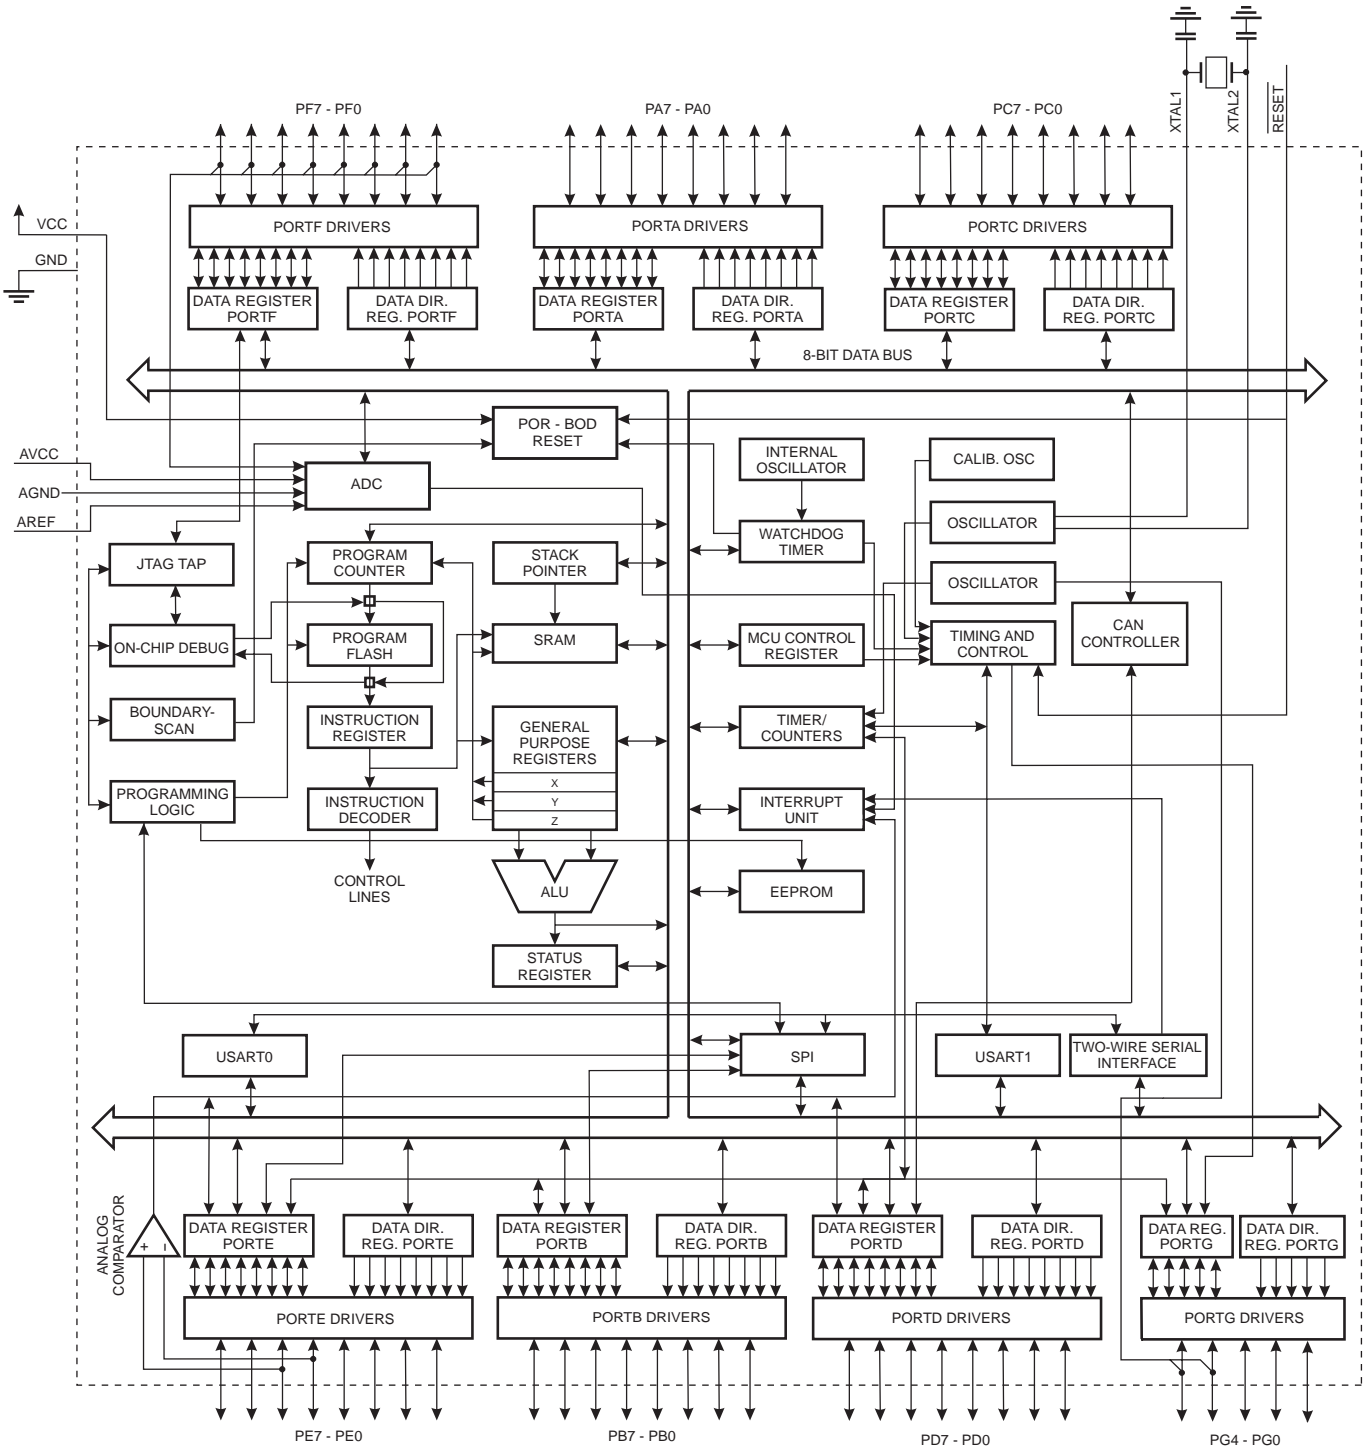 XTAL1
XTAL2
RESET
PF7 - PF0
PA7 - PA0
PC7 - PC0
VCC
GND
PORTF DRIVERS
PORTA DRIVERS
PORTC DRIVERS
DATA REGISTER
PORTF
DATA DIR.
REG. PORTF
DATA REGISTER
PORTA
DATA DIR.
REG. PORTA
DATA REGISTER
PORTC
DATA DIR.
REG. PORTC
8-BIT DATA BUS
POR - BOD
RESET
INTERNAL
OSCILLATOR
CALIB. OSC
AVCC
AGND
AREF
ADC
OSCILLATOR
WATCHDOG
TIMER
JTAG TAP
PROGRAM
COUNTER
STACK
POINTER
OSCILLATOR
ON-CHIP DEBUG
PROGRAM
FLASH
SRAM
MCU CONTROL
REGISTER
TIMING AND
CONTROL
CAN
CONTROLLER
BOUNDARY-
SCAN
INSTRUCTION
REGISTER
GENERAL
PURPOSE
REGISTERS
X
Y
Z
TIMER/
COUNTERS
PROGRAMMING
LOGIC
INSTRUCTION
DECODER
INTERRUPT
UNIT
CONTROL
LINES
ALU
EEPROM
STATUS
REGISTER
USART0
SPI
USART1
TWO-WIRE SERIAL
INTERFACE
ANALOG
COMPARATOR
+
-
DATA REGISTER
PORTE
DATA DIR.
REG. PORTE
DATA REGISTER
PORTB
DATA DIR.
REG. PORTB
DATA REGISTER
PORTD
DATA DIR.
REG. PORTD
DATA REG.
PORTG
DATA DIR.
REG. PORTG
PORTE DRIVERS
PORTB DRIVERS
PORTD DRIVERS
PORTG DRIVERS
PE7 - PE0
PB7 - PB0
PD7 - PD0
PG4 - PG0